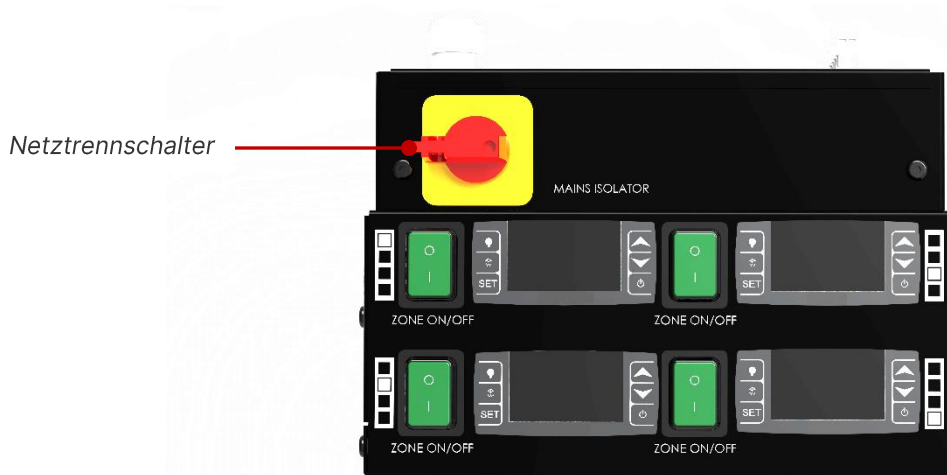 Netztrennschalter
MAINS ISOLATOR
SET
SET
ZONE ON/OFF
ZONE ON/OFF
SET
SET
ZONE ON/OFF
ZONE ON/OFF